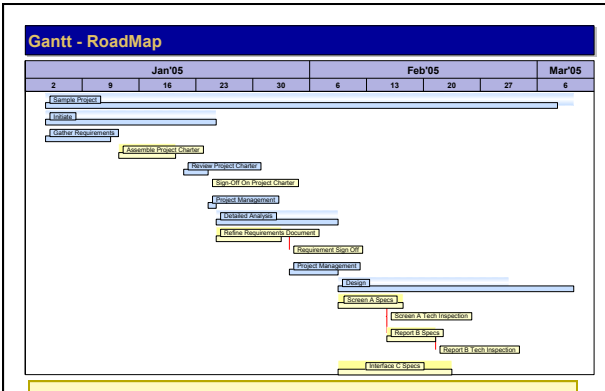 Gantt - RoadMap
Jan'05 Feb'05 Mar'05
2 9 16 23 30 6 13 20 27 6
Sample Project
Initiate
Gather Requirements
Assemble Project Charter
Review Project Charter
Sign-Off On Project Charter
Project Management
Detailed Analysis
Refine Requirements Document
Requirement Sign Off
Project Management
Design
Screen A Specs
Screen A Tech Inspection
Report B Specs
Report B Tech Inspection
Interface C Specs